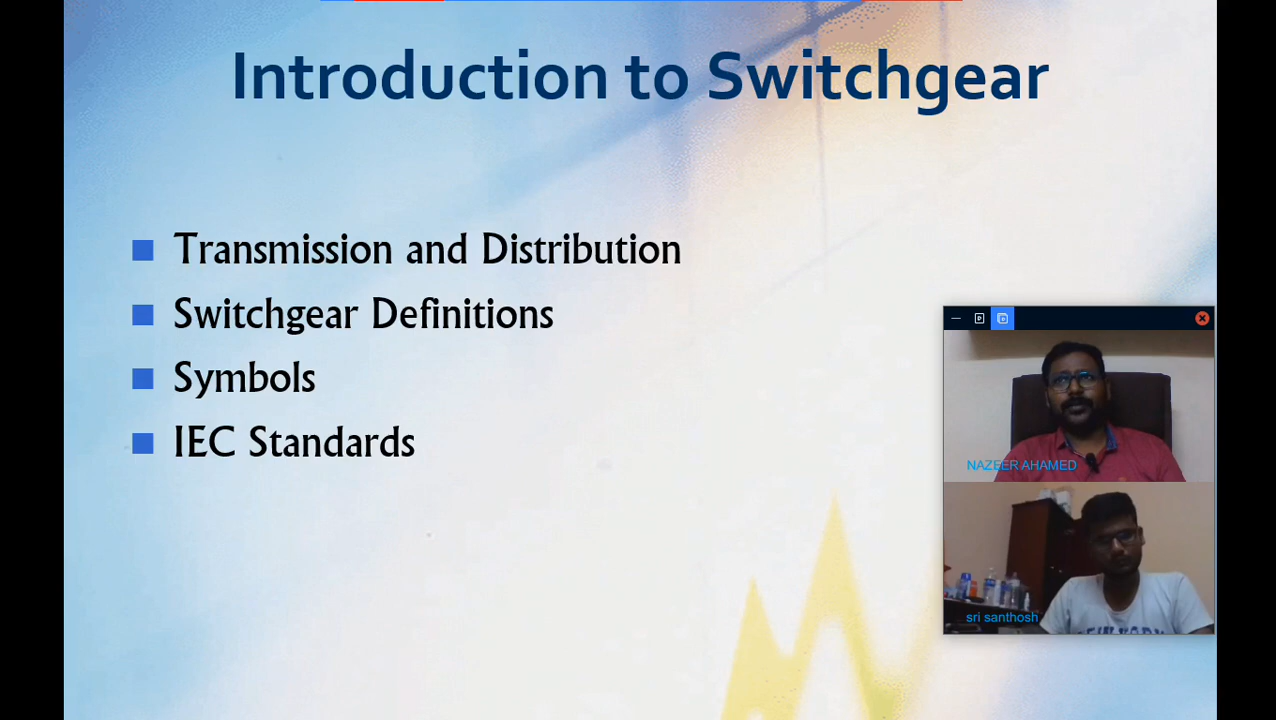 Introduction to Switchgear
Transmission and Distribution
Switchgear Definitions
Symbols
IEC Standards
NAZEER AHAMED
sri santhosh